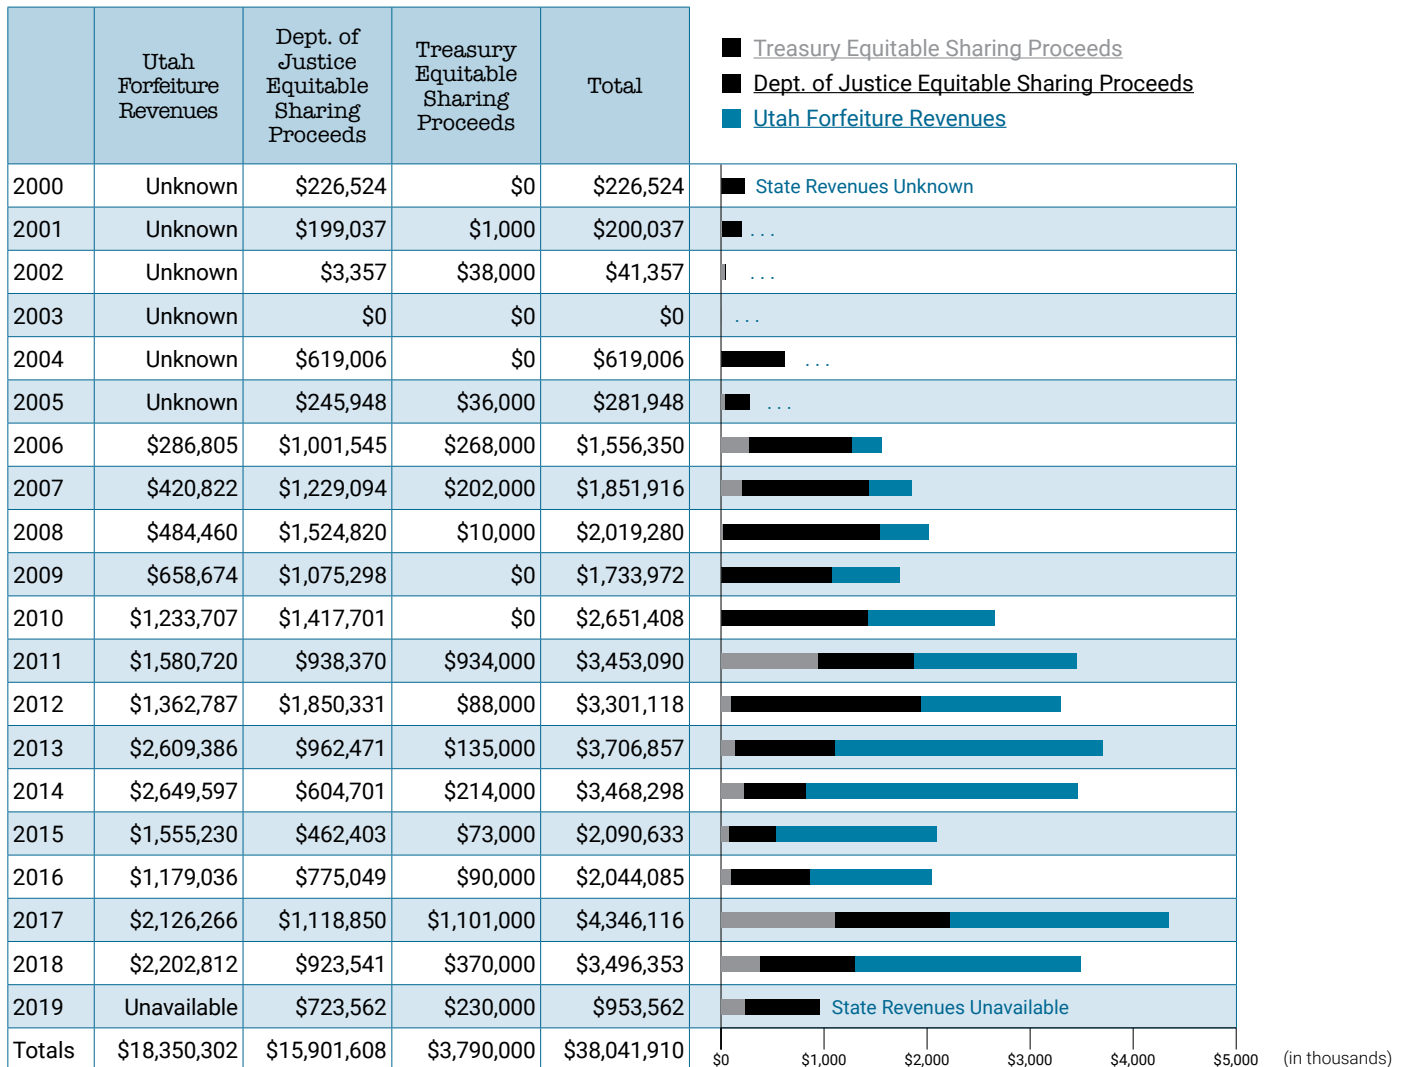 Utah
Forfeiture
Revenues
Dept. of
Justice
Equitable
Sharing
Proceeds
Treasury
Equitable
Sharing
Proceeds
Total
Treasury Equitable Sharing Proceeds
Dept. of Justice Equitable Sharing Proceeds
Utah Forfeiture Revenues
2000 Unknown $226,524 $0 $226,524 State Revenues Unknown
2001 Unknown $199,037 $1,000 $200,037 ...
2002 Unknown $3,357 $38,000 $41,357 ...
2003 Unknown $0 $0 $0 ...
2004 Unknown $619,006 $0 $619,006 ...
2005 Unknown $245,948 $36,000 $281,948 ...
2006 $286,805 $1,001,545 $268,000 $1,556,350
2007 $420,822 $1,229,094 $202,000 $1,851,916
2008 $484,460 $1,524,820 $10,000 $2,019,280
2009 $658,674 $1,075,298 $0 $1,733,972
2010 $1,233,707 $1,417,701 $0 $2,651,408
2011 $1,580,720 $938,370 $934,000 $3,453,090
2012 $1,362,787 $1,850,331 $88,000 $3,301,118
2013 $2,609,386 $962,471 $135,000 $3,706,857
2014 $2,649,597 $604,701 $214,000 $3,468,298
2015 $1,555,230 $462,403 $73,000 $2,090,633
2016 $1,179,036 $775,049 $90,000 $2,044,085
2017 $2,126,266 $1,118,850 $1,101,000 $4,346,116
2018 $2,202,812 $923,541 $370,000 $3,496,353
2019 Unavailable $723,562 $230,000 $953,562 State Revenues Unavailable
Totals $18,350,302 $15,901,608 $3,790,000 $38,041,910
$0 $1,000 $2,000 $3,000 $4,000 $5,000 (in thousands)